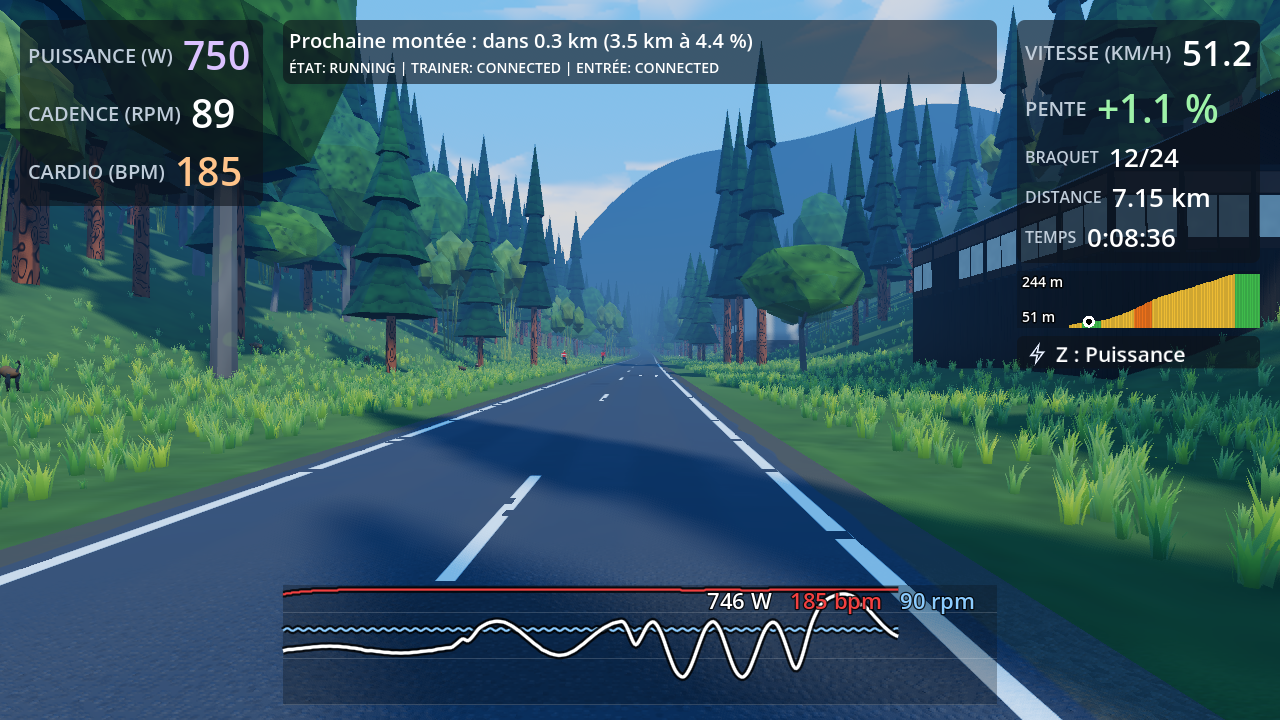 PUISSANCE (W) 750
CADENCE (RPM) 89
CARDIO (BPM) 185
Prochaine montée : dans 0.3 km (3.5 km à 4.4 %)
ÉTAT: RUNNING | TRAINER: CONNECTED | ENTRÉE: CONNECTED
VITESSE (KM/H) 51.2
PENTE +1.1 %
BRAQUET 12/24
DISTANCE 7.15 km
TEMPS 0:08:36
244 m
51 m
Z : Puissance
746 W 185 bpm 90 rpm